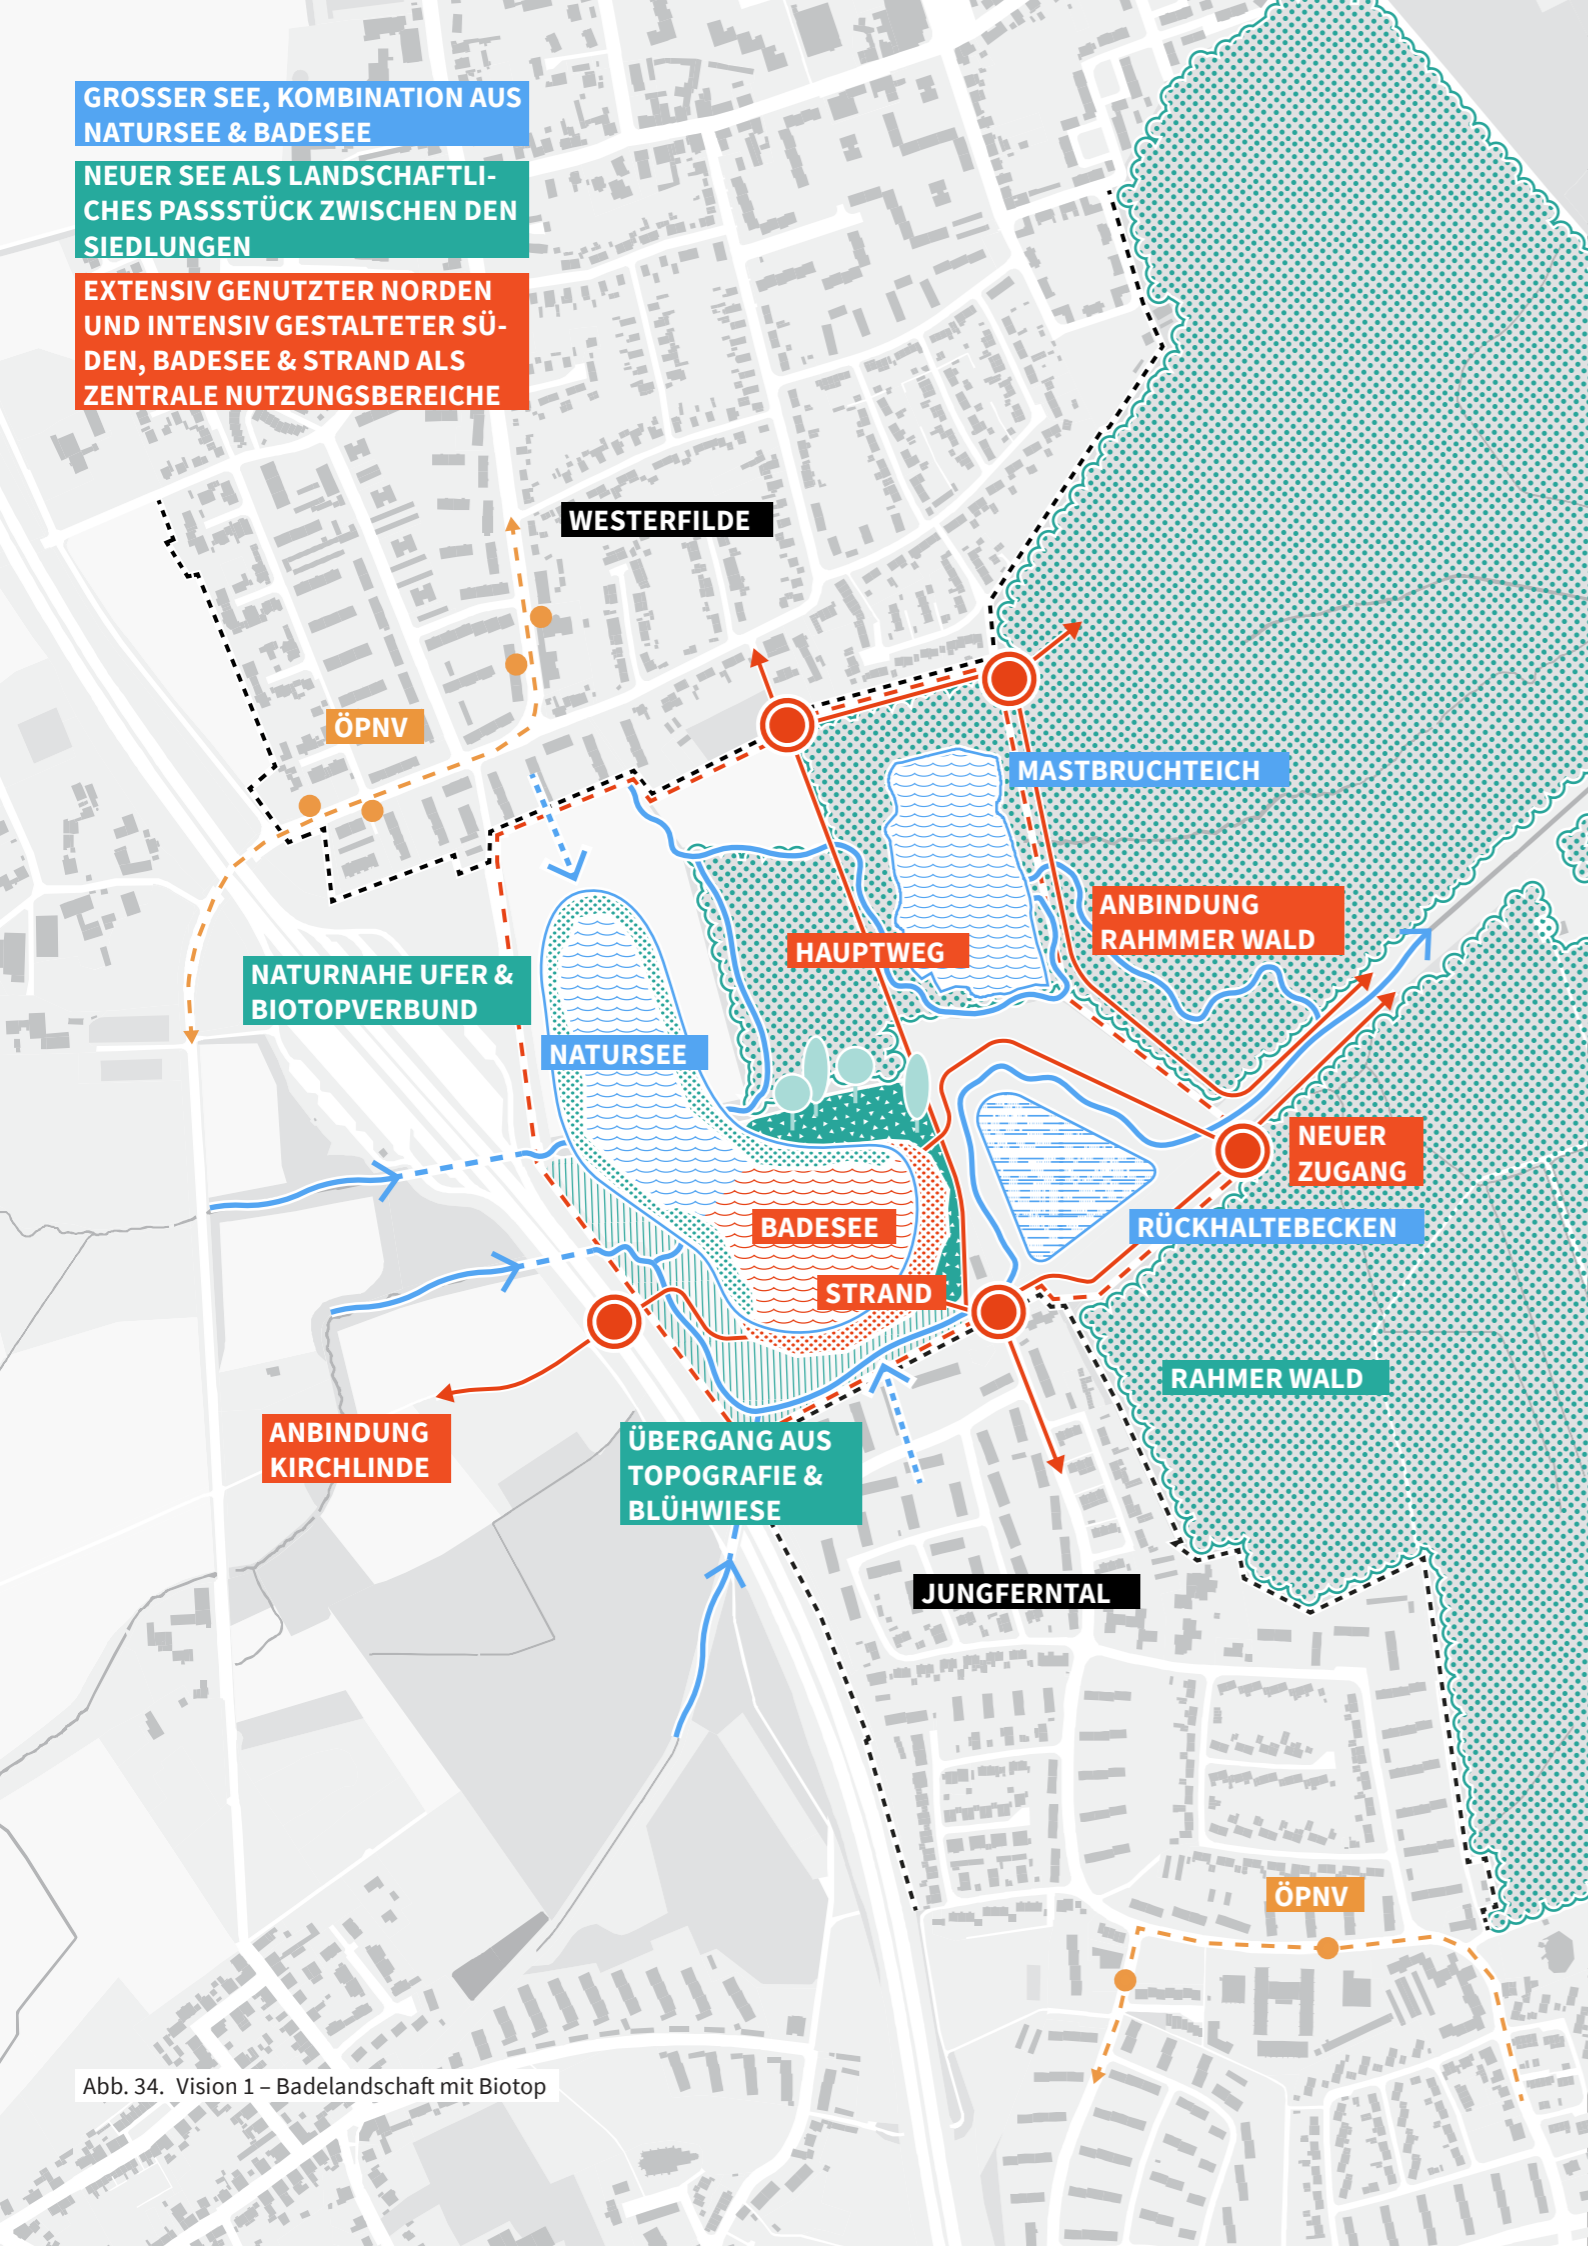 GROSSER SEE, KOMBINATION AUS
NATURSEE & BADESEE
NEUER SEE ALS LANDSCHAFTLI-
CHES PASSSTÜCK ZWISCHEN DEN
SIEDLUNGEN
EXTENSIV GENUTZTER NORDEN
UND INTENSIV GESTALTETER SÜ-
DEN, BADESEE & STRAND ALS
ZENTRALE NUTZUNGSBEREICHE
WESTERFILDE
ÖPNV
MASTBRUCHTEICH
ANBINDUNG
RAHMMER WALD
HAUPTWEG
NATURNAHE UFER &
BIOTOPVERBUND
NATURSEE
NEUER
ZUGANG
BADESEE
RÜCKHALTEBECKEN
STRAND
RAHMER WALD
ANBINDUNG
KIRCHLINDE
ÜBERGANG AUS
TOPOGRAFIE &
BLÜHWIESE
JUNGFERNTAL
ÖPNV
Abb. 34. Vision 1 – Badelandschaft mit Biotop